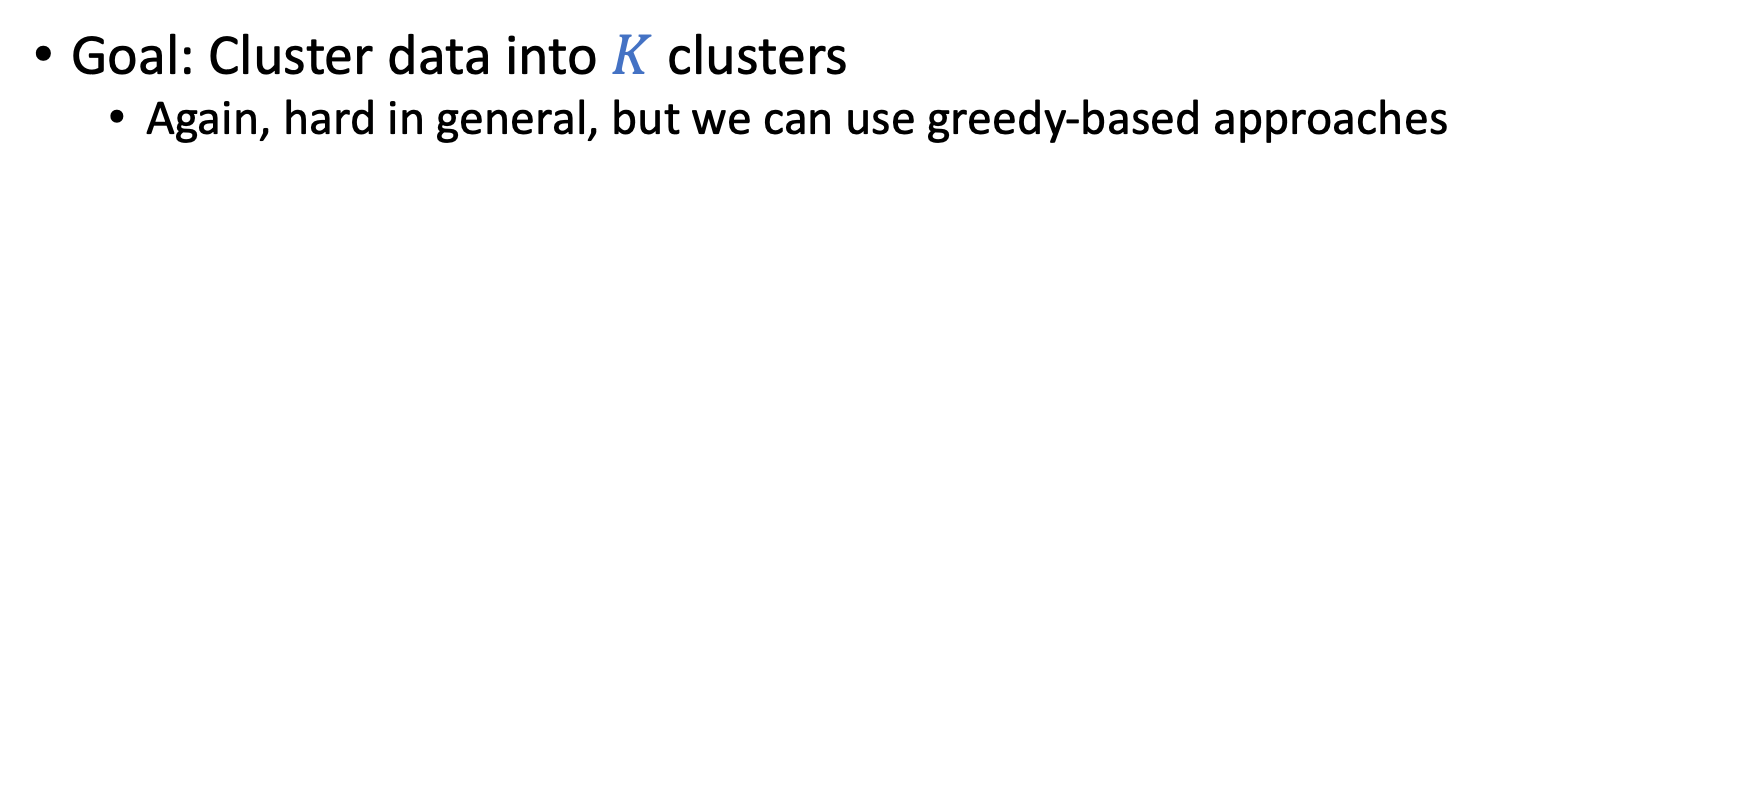 • Goal: Cluster data into K clusters
• Again, hard in general, but we can use greedy-based approaches